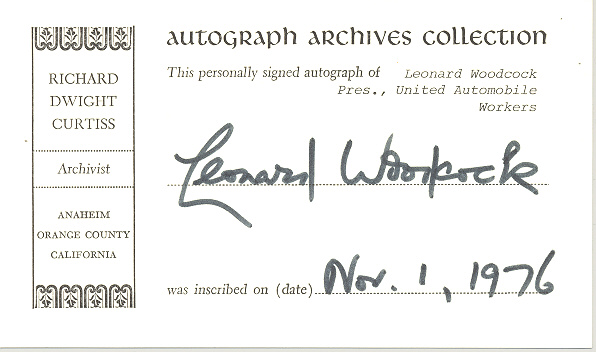 AUTOGRAPH ARCHIVES COLLECTION
This personally signed autograph of Leonard Woodcock
Pres., United Automobile
Workers
Leonard Woodcock
was inscribed on (date) Nov. 1, 1976
RICHARD
DWIGHT
CURTISS
Archivist
ANAHEIM
ORANGE COUNTY
CALIFORNIA